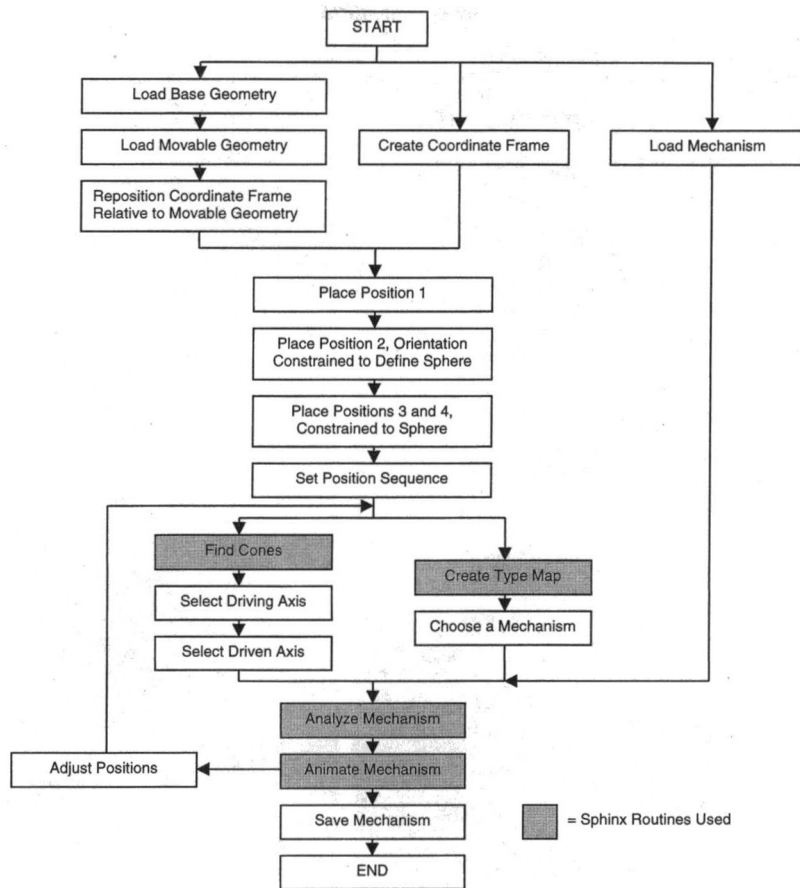 START
Load Base Geometry
Load Movable Geometry
Create Coordinate Frame
Load Mechanism
Reposition Coordinate Frame
Relative to Movable Geometry
Place Position 1
Place Position 2, Orientation
Constrained to Define Sphere
Place Positions 3 and 4,
Constrained to Sphere
Set Position Sequence
Find Cones
Create Type Map
Select Driving Axis
Choose a Mechanism
Select Driven Axis
Analyze Mechanism
Adjust Positions
Animate Mechanism
Save Mechanism
= Sphinx Routines Used
END